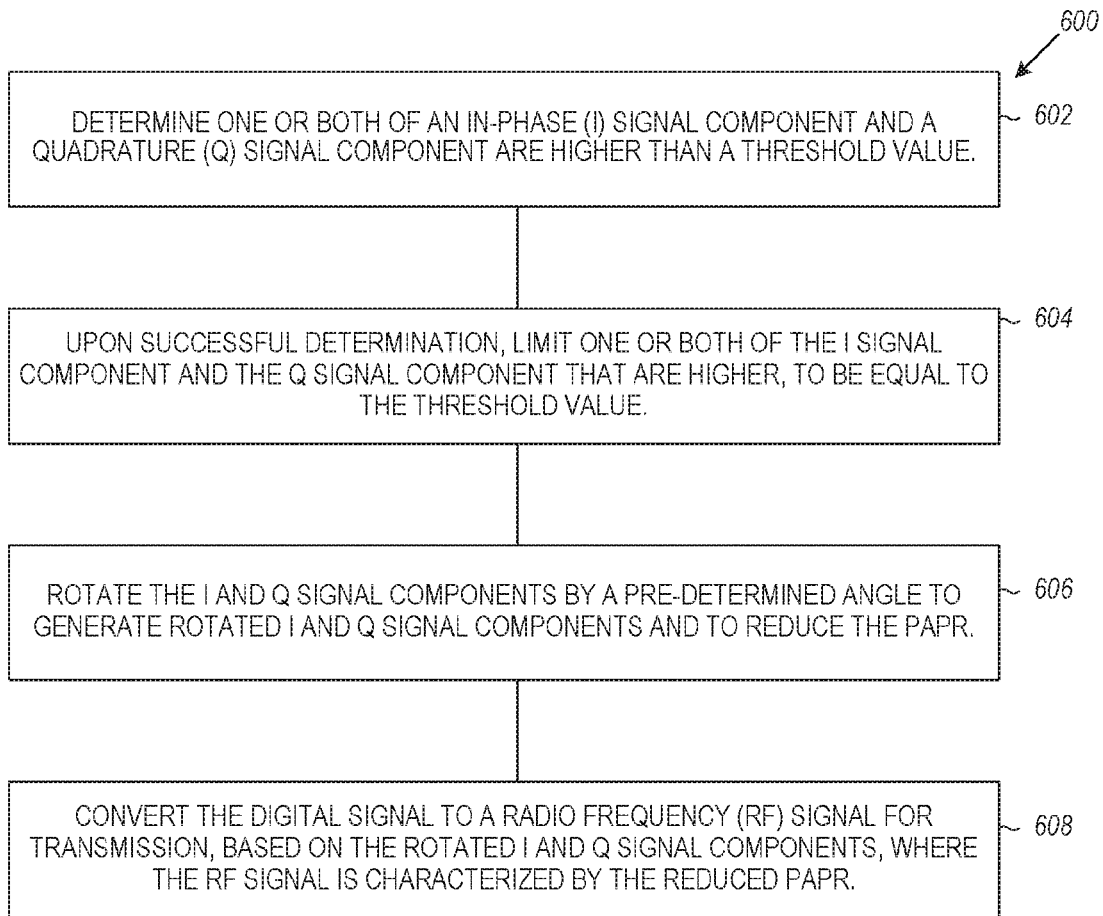 600
DETERMINE ONE OR BOTH OF AN IN-PHASE (I) SIGNAL COMPONENT AND A
QUADRATURE (Q) SIGNAL COMPONENT ARE HIGHER THAN A THRESHOLD VALUE.
602
UPON SUCCESSFUL DETERMINATION, LIMIT ONE OR BOTH OF THE I SIGNAL
COMPONENT AND THE Q SIGNAL COMPONENT THAT ARE HIGHER, TO BE EQUAL TO
THE THRESHOLD VALUE.
604
ROTATE THE I AND Q SIGNAL COMPONENTS BY A PRE-DETERMINED ANGLE TO
GENERATE ROTATED I AND Q SIGNAL COMPONENTS AND TO REDUCE THE PAPR.
606
CONVERT THE DIGITAL SIGNAL TO A RADIO FREQUENCY (RF) SIGNAL FOR
TRANSMISSION, BASED ON THE ROTATED I AND Q SIGNAL COMPONENTS, WHERE
THE RF SIGNAL IS CHARACTERIZED BY THE REDUCED PAPR.
608